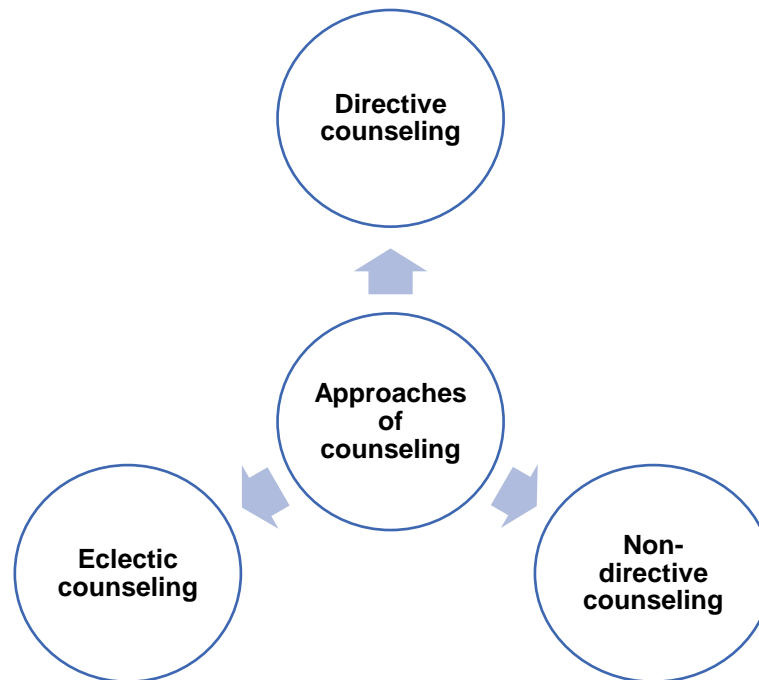 Directive
counseling
Approaches
of
counseling
Eclectic
counseling
Non-
directive
counseling